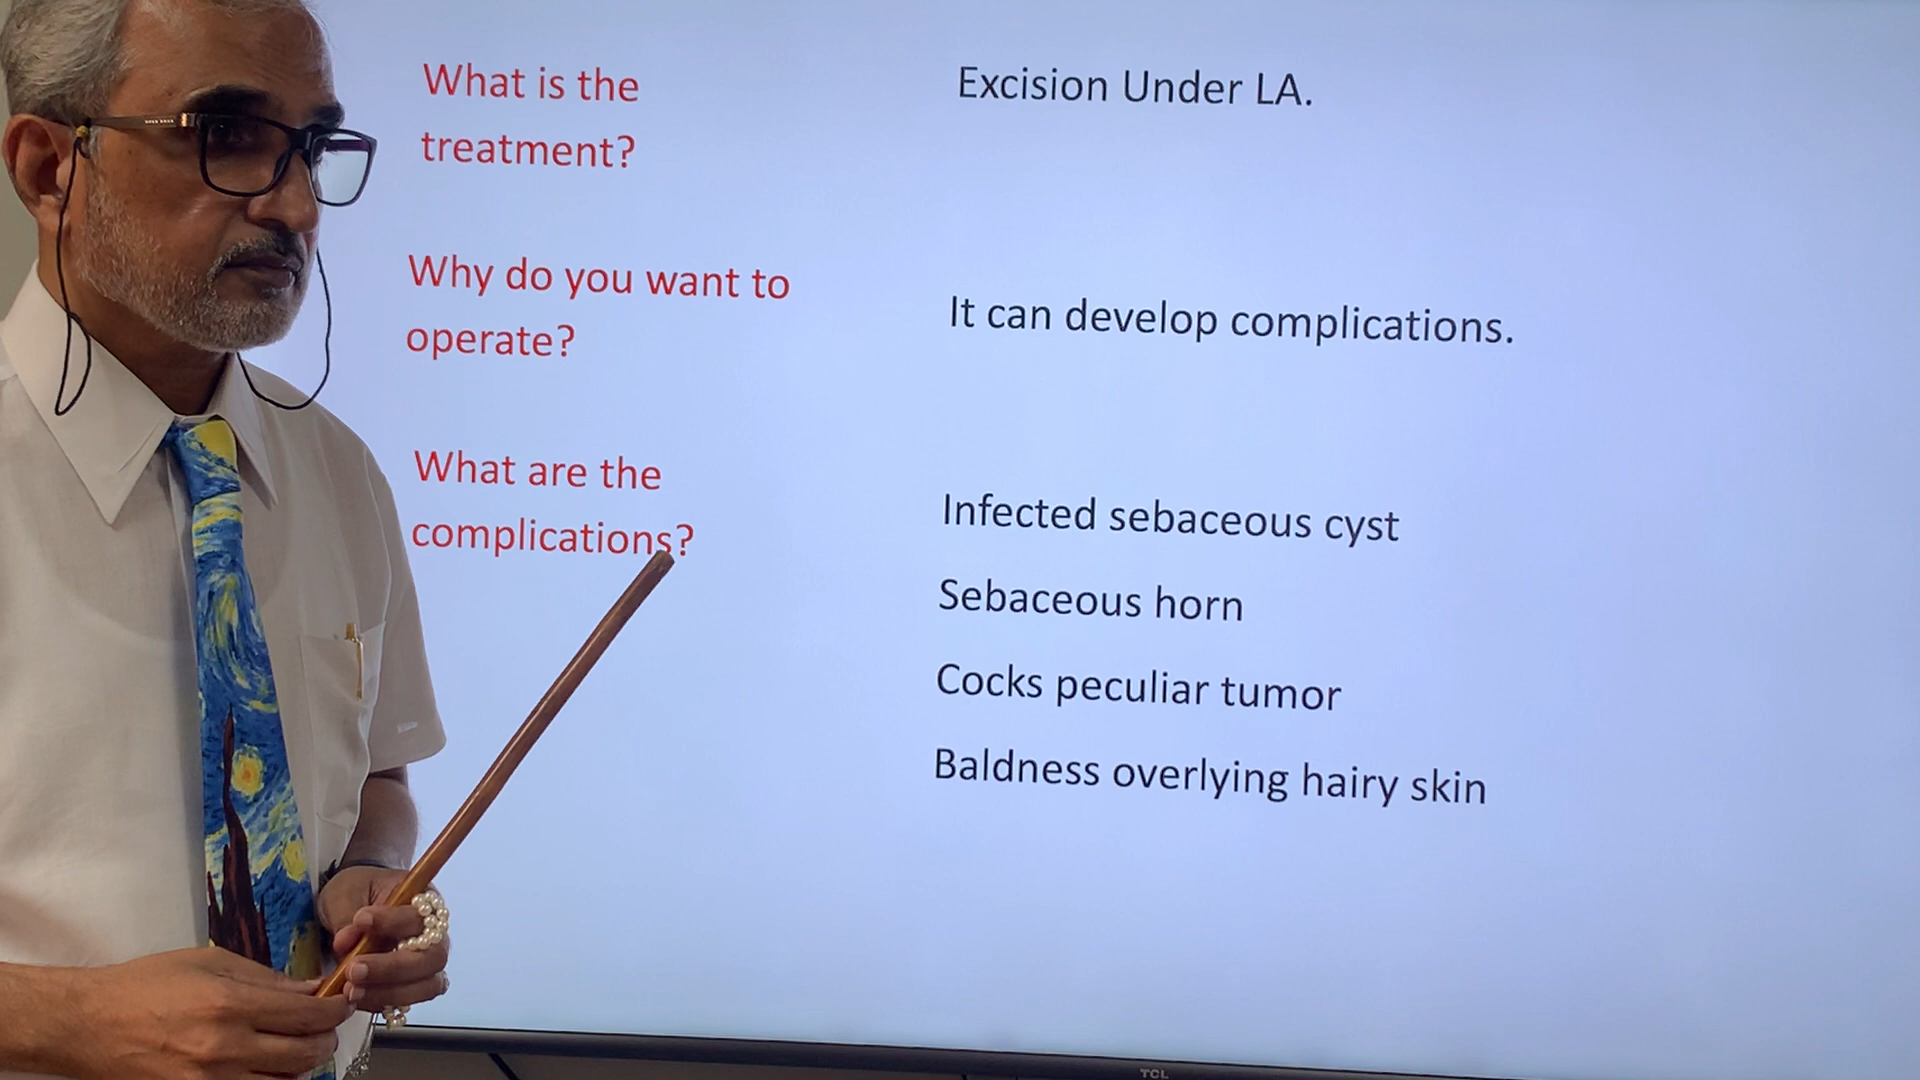 What is the
treatment?
Excision Under LA.
Why do you want to
operate?
It can develop complications.
What are the
complications?
Infected sebaceous cyst
Sebaceous horn
Cocks peculiar tumor
Baldness overlying hairy skin
TCL